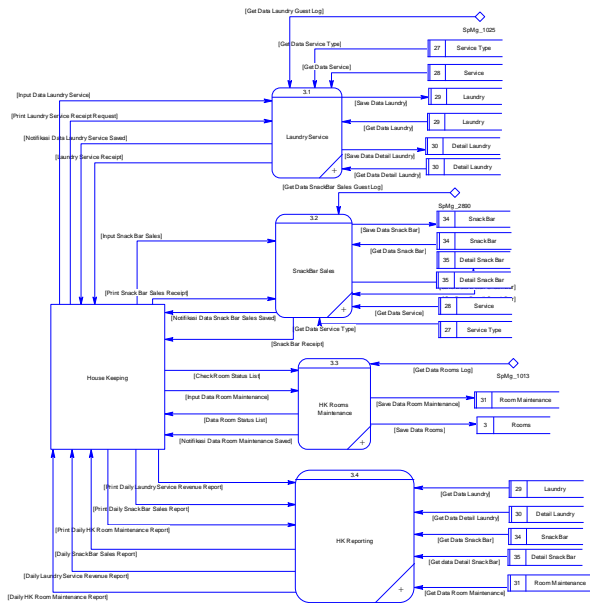 [Get Data Laundry Guest Log]
SpMg_1025
[Get Data Service Type]
27 Service Type
[Get Data Service]
28 Service
3.1
[Input Data Laundry Service]
[Save Data Laundry]
29 Laundry
[Print Laundry Service Receipt Request]
29 Laundry
[Get Data Laundry]
[Notifikasi Data Laundry Service Saved]
Laundry Service
30 Detail Laundry
[Save Data Detail Laundry]
[Laundry Service Receipt]
30 Detail Laundry
[Get Data Detail Laundry]
[Get Data SnackBar Sales Guest Log]
SpMg_2890
3.2
34 SnackBar
[Save Data Snack Bar]
[Input Snack Bar Sales]
34 SnackBar
[Get Data Snack Bar]
35 Detail Snack Bar
SnackBar Sales
35 Detail Snack Bar
[Print Snack Bar Sales Receipt]
28 Service
[Get Data Service]
[Notifikasi Data Snack Bar Sales Saved]
[Get Data Service Type]
27 Service Type
[SnackBar Receipt]
House Keeping
3.3
[Get Data Rooms Log]
SpMg_1013
[Check Room Status List]
HK Rooms
Maintenance
[Input Data Room Maintenance]
[Save Data Room Maintenance]
31 Room Maintenance
[Data Room Status List]
[Save Data Rooms]
3 Rooms
[Notifikasi Data Room Maintenance Saved]
3.4
[Print Daily Laundry Service Revenue Report]
[Get Data Laundry]
29 Laundry
[Print Daily SnackBar Sales Report]
[Get Data Detail Laundry]
30 Detail Laundry
[Print Daily HK Room Maintenance Report]
[Get Data SnackBar]
34 SnackBar
HK Reporting
[Daily SnackBar Sales Report]
[Get data Detail SnackBar]
35 Detail SnackBar
[Daily Laundry Service Revenue Report]
[Get Data Room Maintenance]
31 Room Maintenance
[Daily HK Room Maintenance Report]